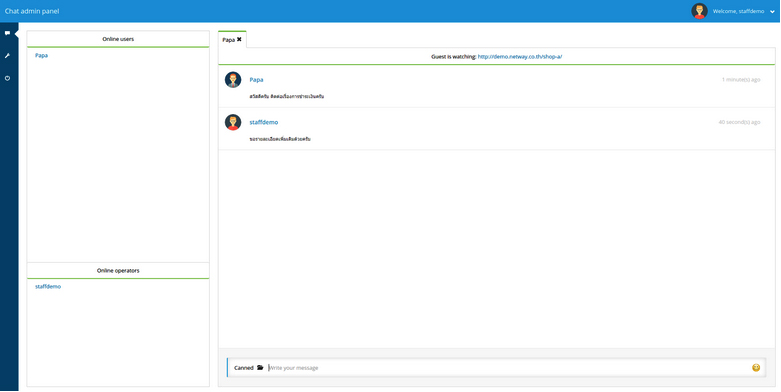 Chat admin panel
Welcome, staffdemo
Online users
Papa
Online operators
staffdemo
Papa ✖
Guest is watching: http://demo.netway.co.th/shop-a/
Papa
1 minute(s) ago
สวัสดีครับ ติดต่อเรื่องการชำระเงินครับ
staffdemo
40 second(s) ago
ขอรายละเอียดเพิ่มเติมด้วยครับ
Canned
Write your message